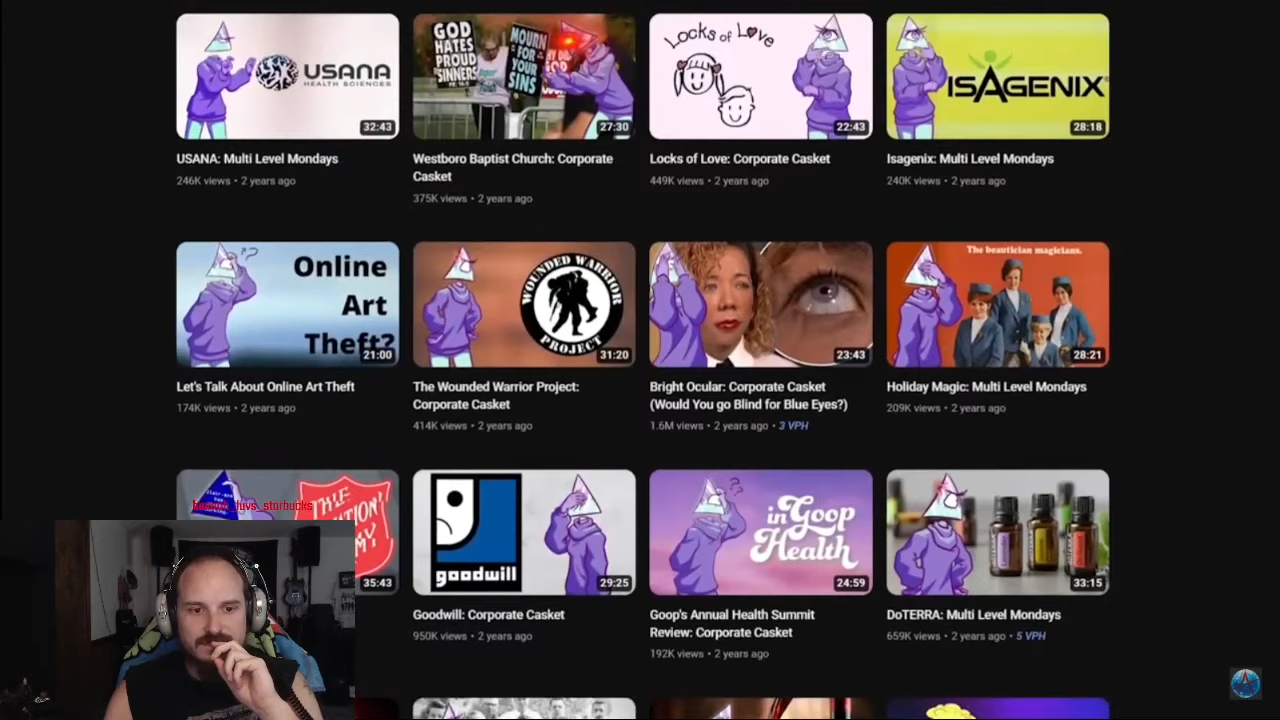 USANA
HEALTH SCIENCES
32:43
GOD
HATES
PROUD
SINNERS
MOURN
FOR
YOUR
SINS
27:30
Locks of Love
22:43
ISAGENIX
28:18
USANA: Multi Level Mondays
246K views • 2 years ago
Westboro Baptist Church: Corporate
Casket
375K views • 2 years ago
Locks of Love: Corporate Casket
449K views • 2 years ago
Isagenix: Multi Level Mondays
240K views • 2 years ago
Online
Art
Theft?
21:00
WOUNDED WARRIOR
PROJECT
31:20
23:43
The beautician magicians.
28:21
Let's Talk About Online Art Theft
174K views • 2 years ago
The Wounded Warrior Project:
Corporate Casket
414K views • 2 years ago
Bright Ocular: Corporate Casket
(Would You go Blind for Blue Eyes?)
1.6M views • 2 years ago • 3 VPH
Holiday Magic: Multi Level Mondays
209K views • 2 years ago
35:43
goodwill
29:25
in Goop
Health
24:59
33:15
Goodwill: Corporate Casket
950K views • 2 years ago
Goop's Annual Health Summit
Review: Corporate Casket
192K views • 2 years ago
DoTERRA: Multi Level Mondays
659K views • 2 years ago • 5 VPH